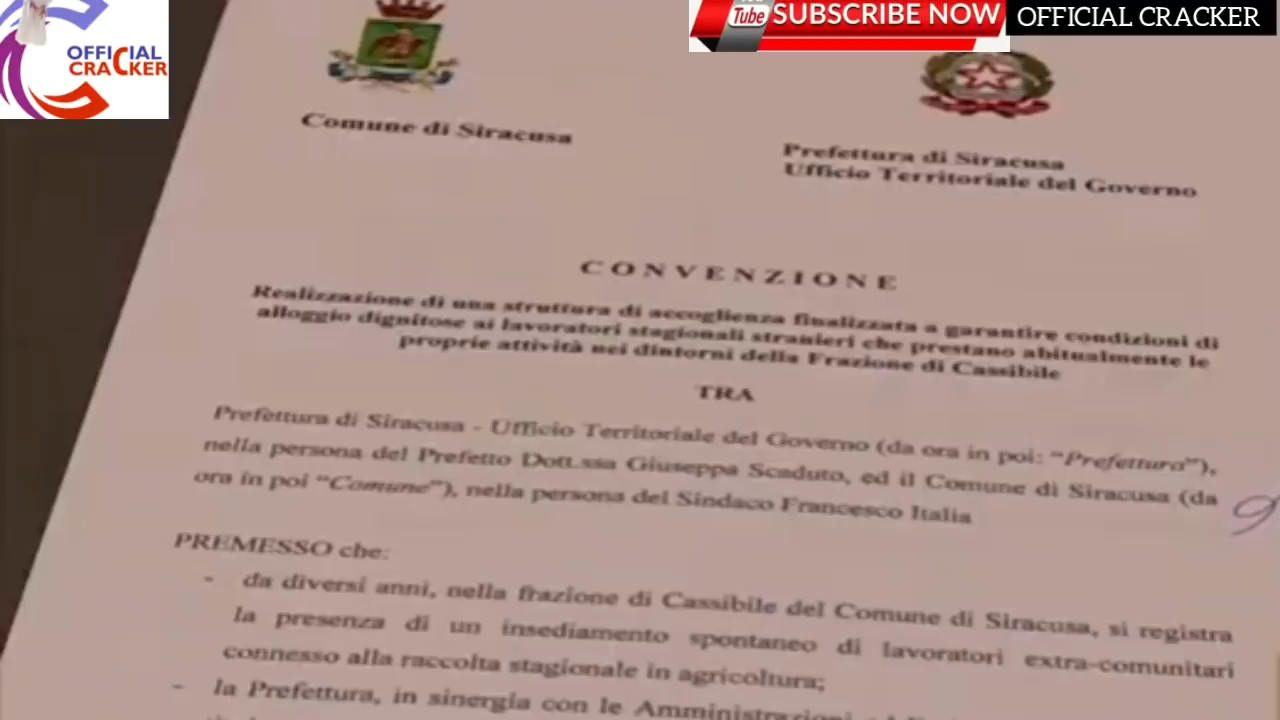 OFFICIAL
CRACKER
You
Tube SUBSCRIBE NOW
OFFICIAL CRACKER
Comune di Siracusa
Prefettura di Siracusa
Ufficio Territoriale del Governo
CONVENZIONE
Realizzazione di una struttura di accoglienza finalizzata a garantire condizioni di
alloggio dignitose ai lavoratori stagionali stranieri che prestano abitualmente le
proprie attività nei dintorni della Frazione di Cassibile
TRA
Prefettura di Siracusa - Ufficio Territoriale del Governo (da ora in poi: “Prefettura”),
nella persona del Prefetto Dott.ssa Giuseppa Scaduto, ed il Comune di Siracusa (da
ora in poi “Comune”), nella persona del Sindaco Francesco Italia
PREMESSO che:
- da diversi anni, nella frazione di Cassibile del Comune di Siracusa, si registra
la presenza di un insediamento spontaneo di lavoratori extra-comunitari
connesso alla raccolta stagionale in agricoltura;
- la Prefettura, in sinergia con le Amministrazioni